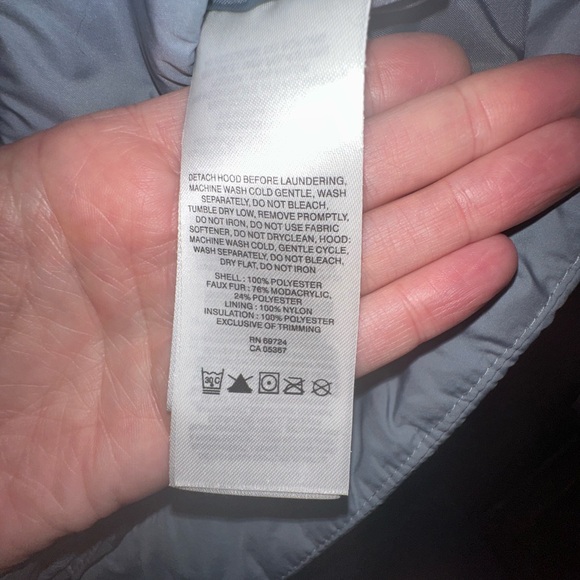 DETACH HOOD BEFORE LAUNDERING,
MACHINE WASH COLD GENTLE, WASH
SEPARATELY, DO NOT BLEACH,
TUMBLE DRY LOW, REMOVE PROMPTLY,
DO NOT IRON, DO NOT USE FABRIC
SOFTENER, DO NOT DRYCLEAN, HOOD:
MACHINE WASH COLD, GENTLE CYCLE,
WASH SEPARATELY, DO NOT BLEACH,
DRY FLAT, DO NOT IRON
SHELL : 100% POLYESTER
FAUX FUR : 76% MODACRYLIC,
24% POLYESTER
LINING : 100% NYLON
INSULATION : 100% POLYESTER
EXCLUSIVE OF TRIMMING
RN 69724
CA 05367
30C